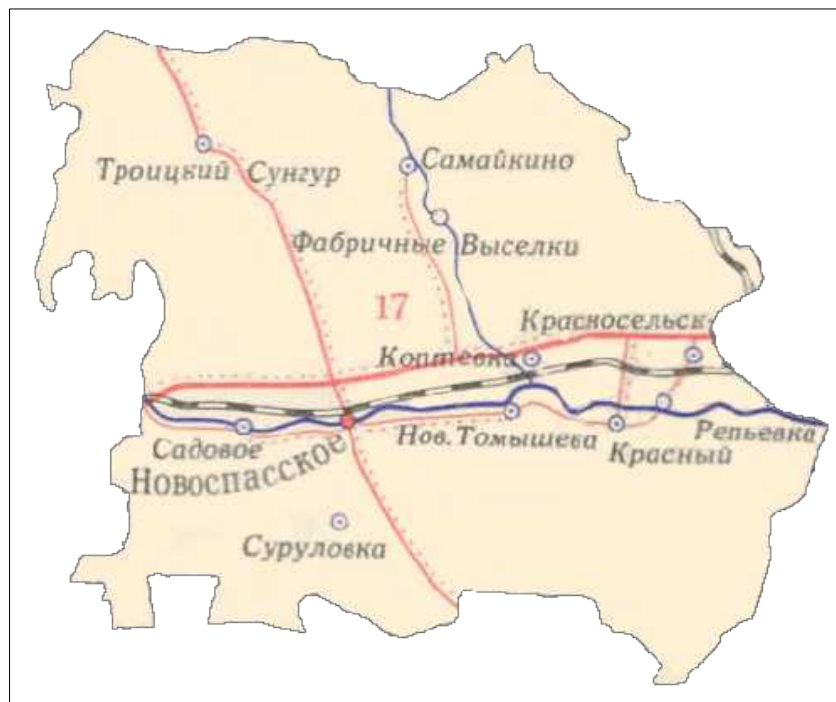 Троицкий Сунгур
Самайкино
Фабричные Выселки
17
Красносельск
Коптевка
Садовое
Нов. Томышева
Красный
Репьевка
Новоспасское
Суруловка